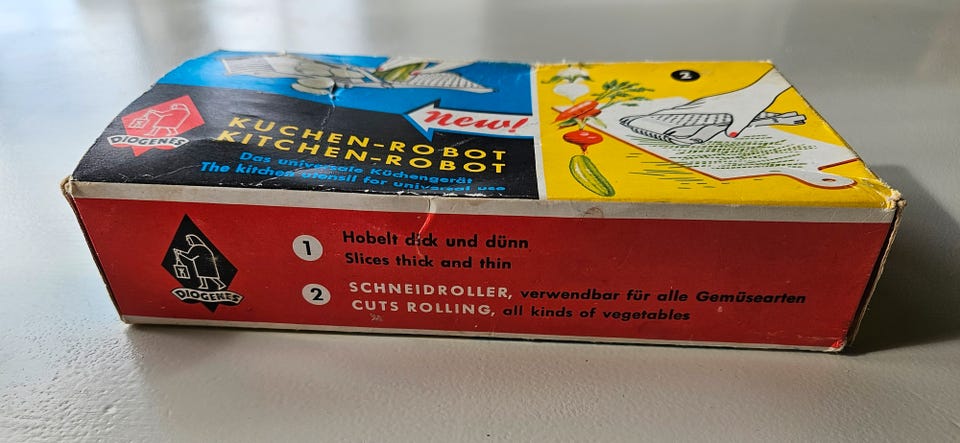 DIOGENES
New!
KÜCHEN-ROBOT
KITCHEN-ROBOT
Das universale Küchengerät
The kitchen utensil for universal use
2
DIOGENES
1
Hobelt dick und dünn
Slices thick and thin
2
SCHNEIDROLLER, verwendbar für alle Gemüsearten
CUTS ROLLING, all kinds of vegetables